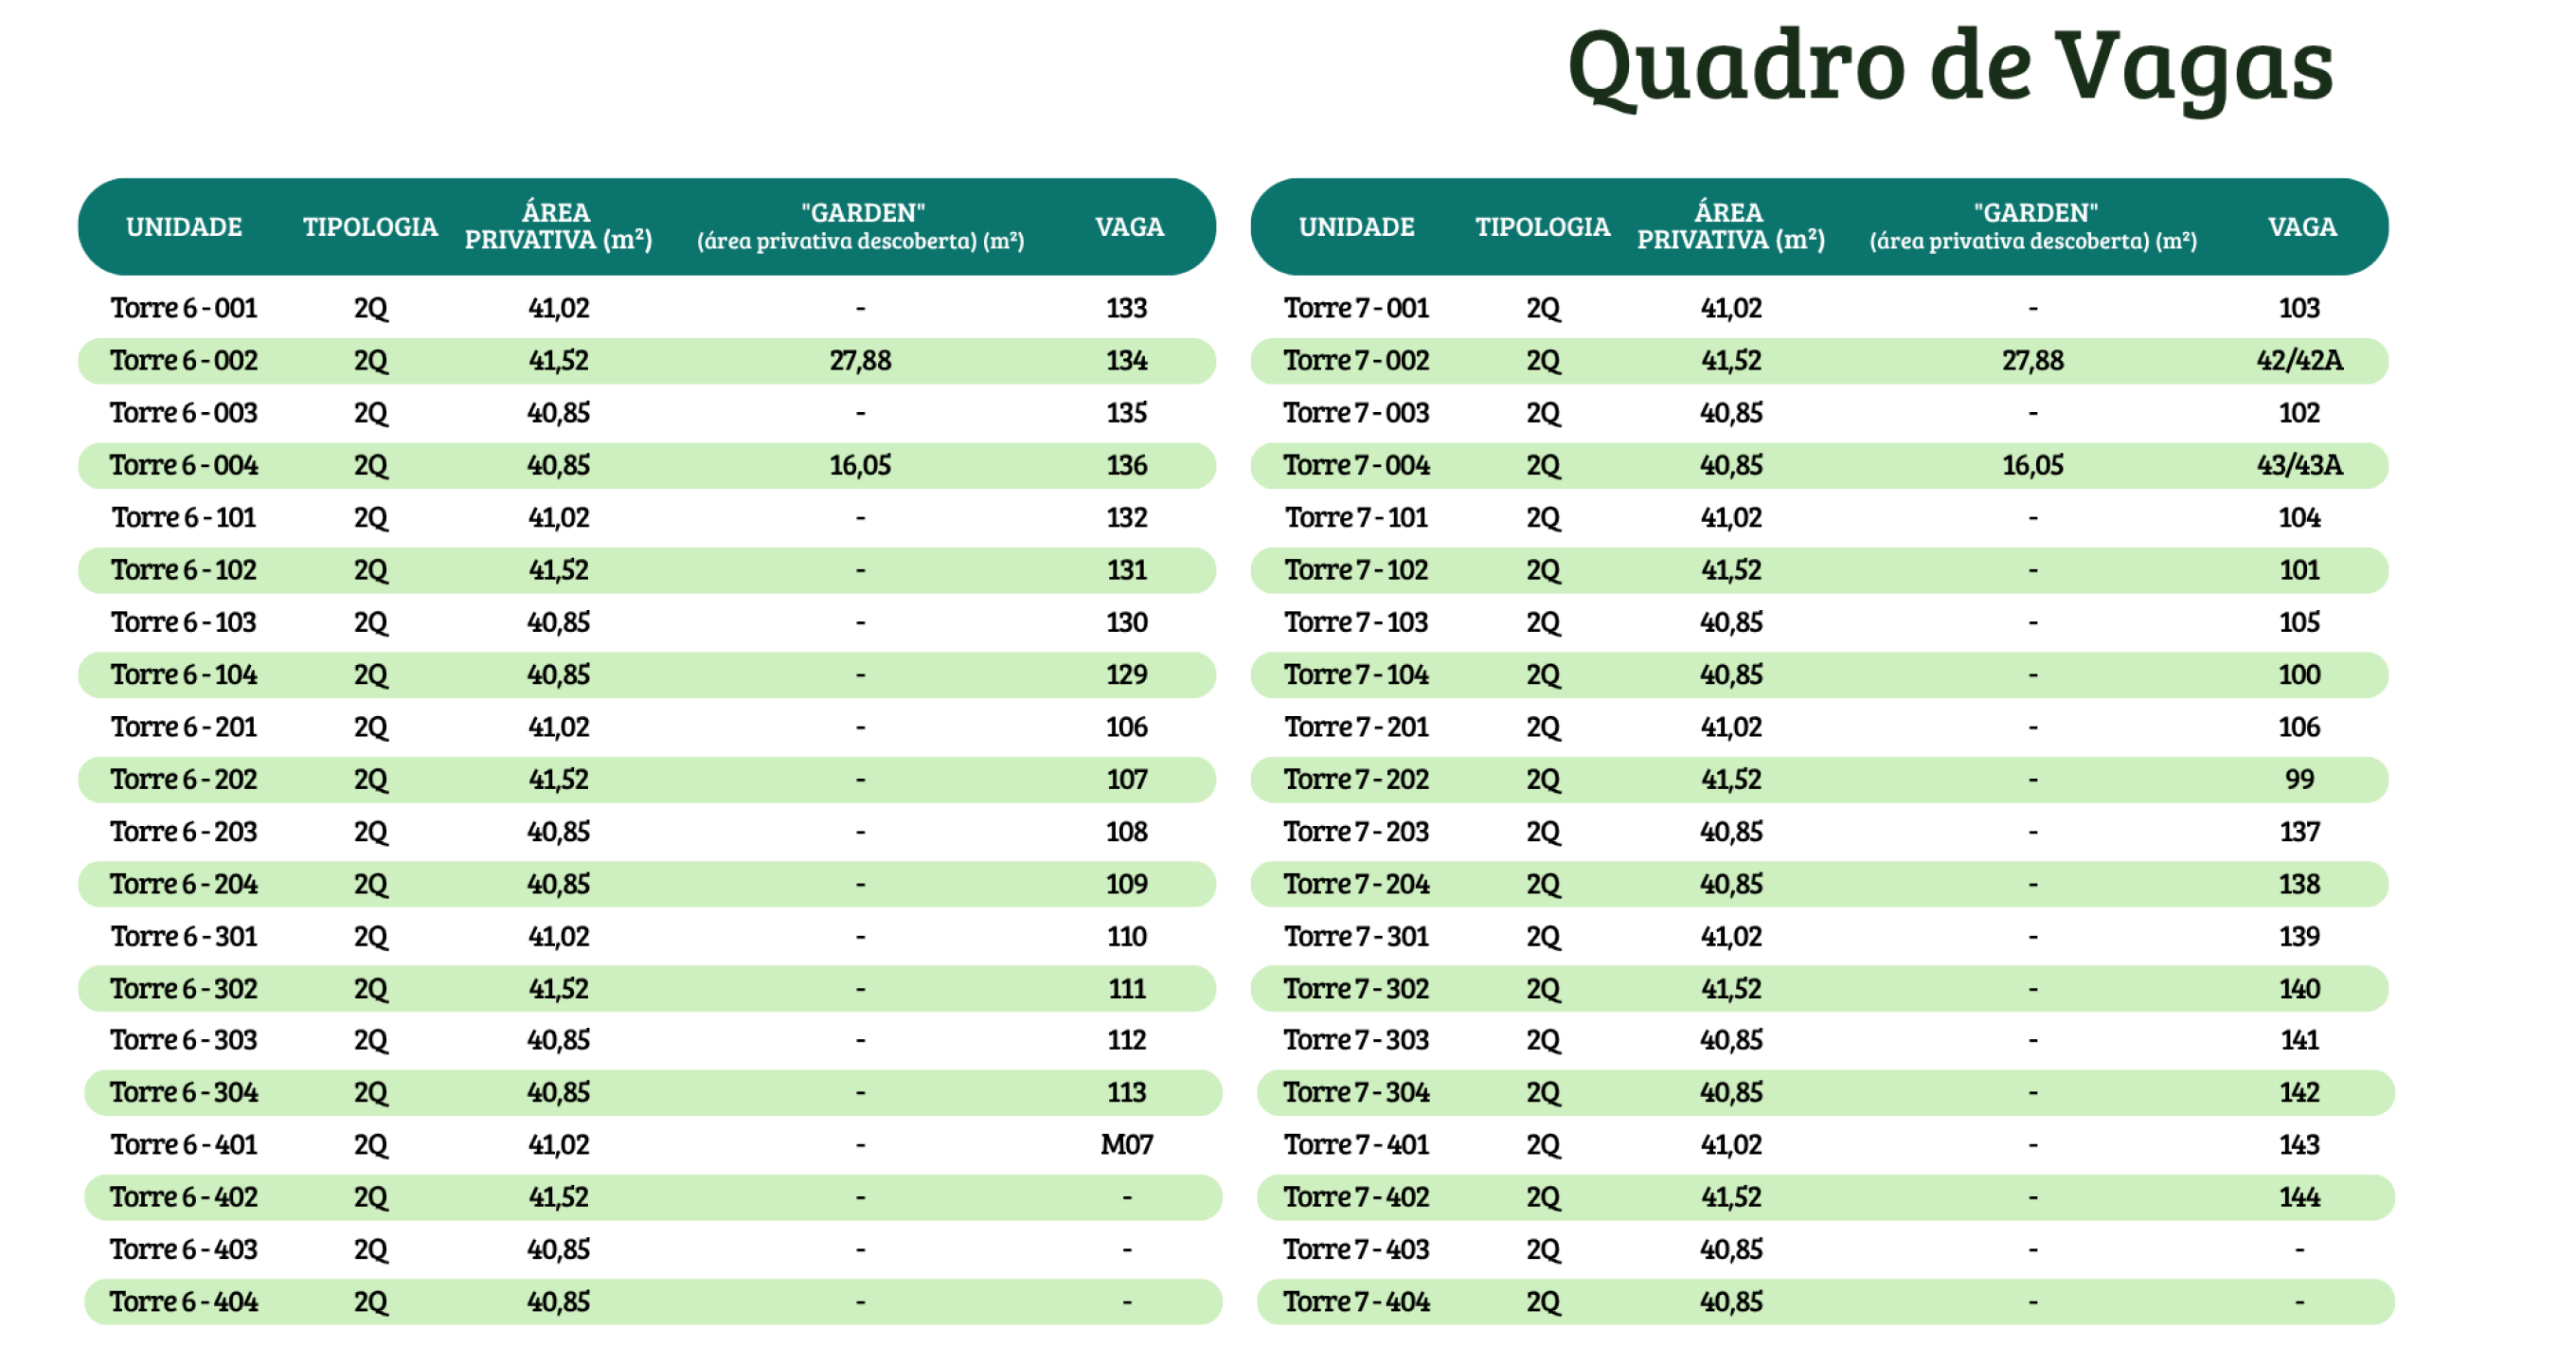 Quadro de Vagas
UNIDADE TIPOLOGIA ÁREA PRIVATIVA (m²) "GARDEN" (área privativa descoberta) (m²) VAGA
Torre 6 - 001 2Q 41,02 - 133
Torre 6 - 002 2Q 41,52 27,88 134
Torre 6 - 003 2Q 40,85 - 135
Torre 6 - 004 2Q 40,85 16,05 136
Torre 6 - 101 2Q 41,02 - 132
Torre 6 - 102 2Q 41,52 - 131
Torre 6 - 103 2Q 40,85 - 130
Torre 6 - 104 2Q 40,85 - 129
Torre 6 - 201 2Q 41,02 - 106
Torre 6 - 202 2Q 41,52 - 107
Torre 6 - 203 2Q 40,85 - 108
Torre 6 - 204 2Q 40,85 - 109
Torre 6 - 301 2Q 41,02 - 110
Torre 6 - 302 2Q 41,52 - 111
Torre 6 - 303 2Q 40,85 - 112
Torre 6 - 304 2Q 40,85 - 113
Torre 6 - 401 2Q 41,02 - M07
Torre 6 - 402 2Q 41,52 - -
Torre 6 - 403 2Q 40,85 - -
Torre 6 - 404 2Q 40,85 - -
UNIDADE TIPOLOGIA ÁREA PRIVATIVA (m²) "GARDEN" (área privativa descoberta) (m²) VAGA
Torre 7 - 001 2Q 41,02 - 103
Torre 7 - 002 2Q 41,52 27,88 42/42A
Torre 7 - 003 2Q 40,85 - 102
Torre 7 - 004 2Q 40,85 16,05 43/43A
Torre 7 - 101 2Q 41,02 - 104
Torre 7 - 102 2Q 41,52 - 101
Torre 7 - 103 2Q 40,85 - 105
Torre 7 - 104 2Q 40,85 - 100
Torre 7 - 201 2Q 41,02 - 106
Torre 7 - 202 2Q 41,52 - 99
Torre 7 - 203 2Q 40,85 - 137
Torre 7 - 204 2Q 40,85 - 138
Torre 7 - 301 2Q 41,02 - 139
Torre 7 - 302 2Q 41,52 - 140
Torre 7 - 303 2Q 40,85 - 141
Torre 7 - 304 2Q 40,85 - 142
Torre 7 - 401 2Q 41,02 - 143
Torre 7 - 402 2Q 41,52 - 144
Torre 7 - 403 2Q 40,85 - -
Torre 7 - 404 2Q 40,85 - -